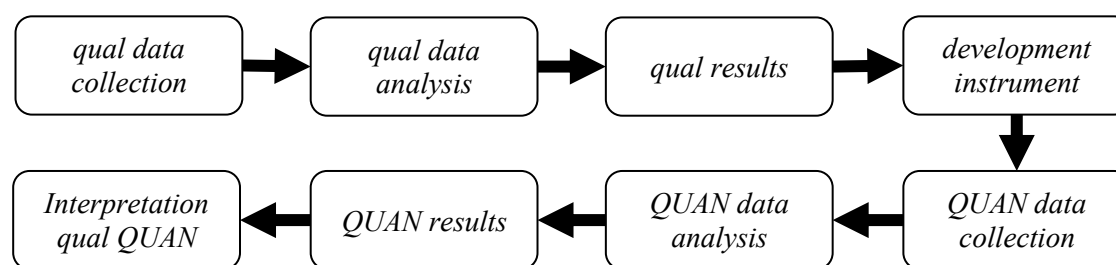 qual data
collection
qual data
analysis
qual results
development
instrument
QUAN data
collection
QUAN data
analysis
QUAN results
Interpretation
qual QUAN